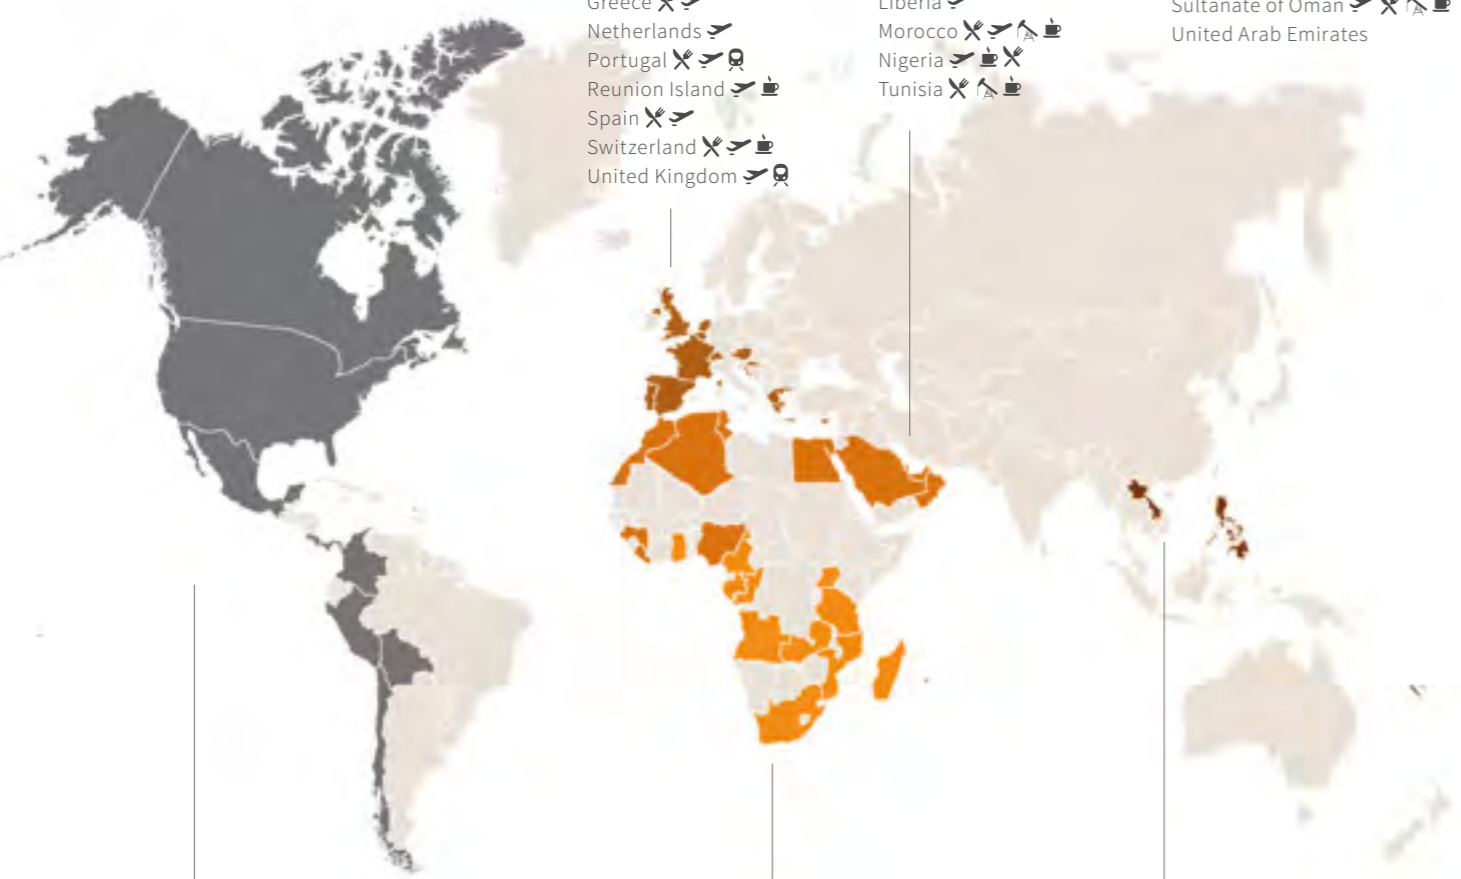 Greece
Netherlands
Portugal
Reunion Island
Spain
Switzerland
United Kingdom
Liberia
Morocco
Nigeria
Tunisia
Sultanate of Oman
United Arab Emirates